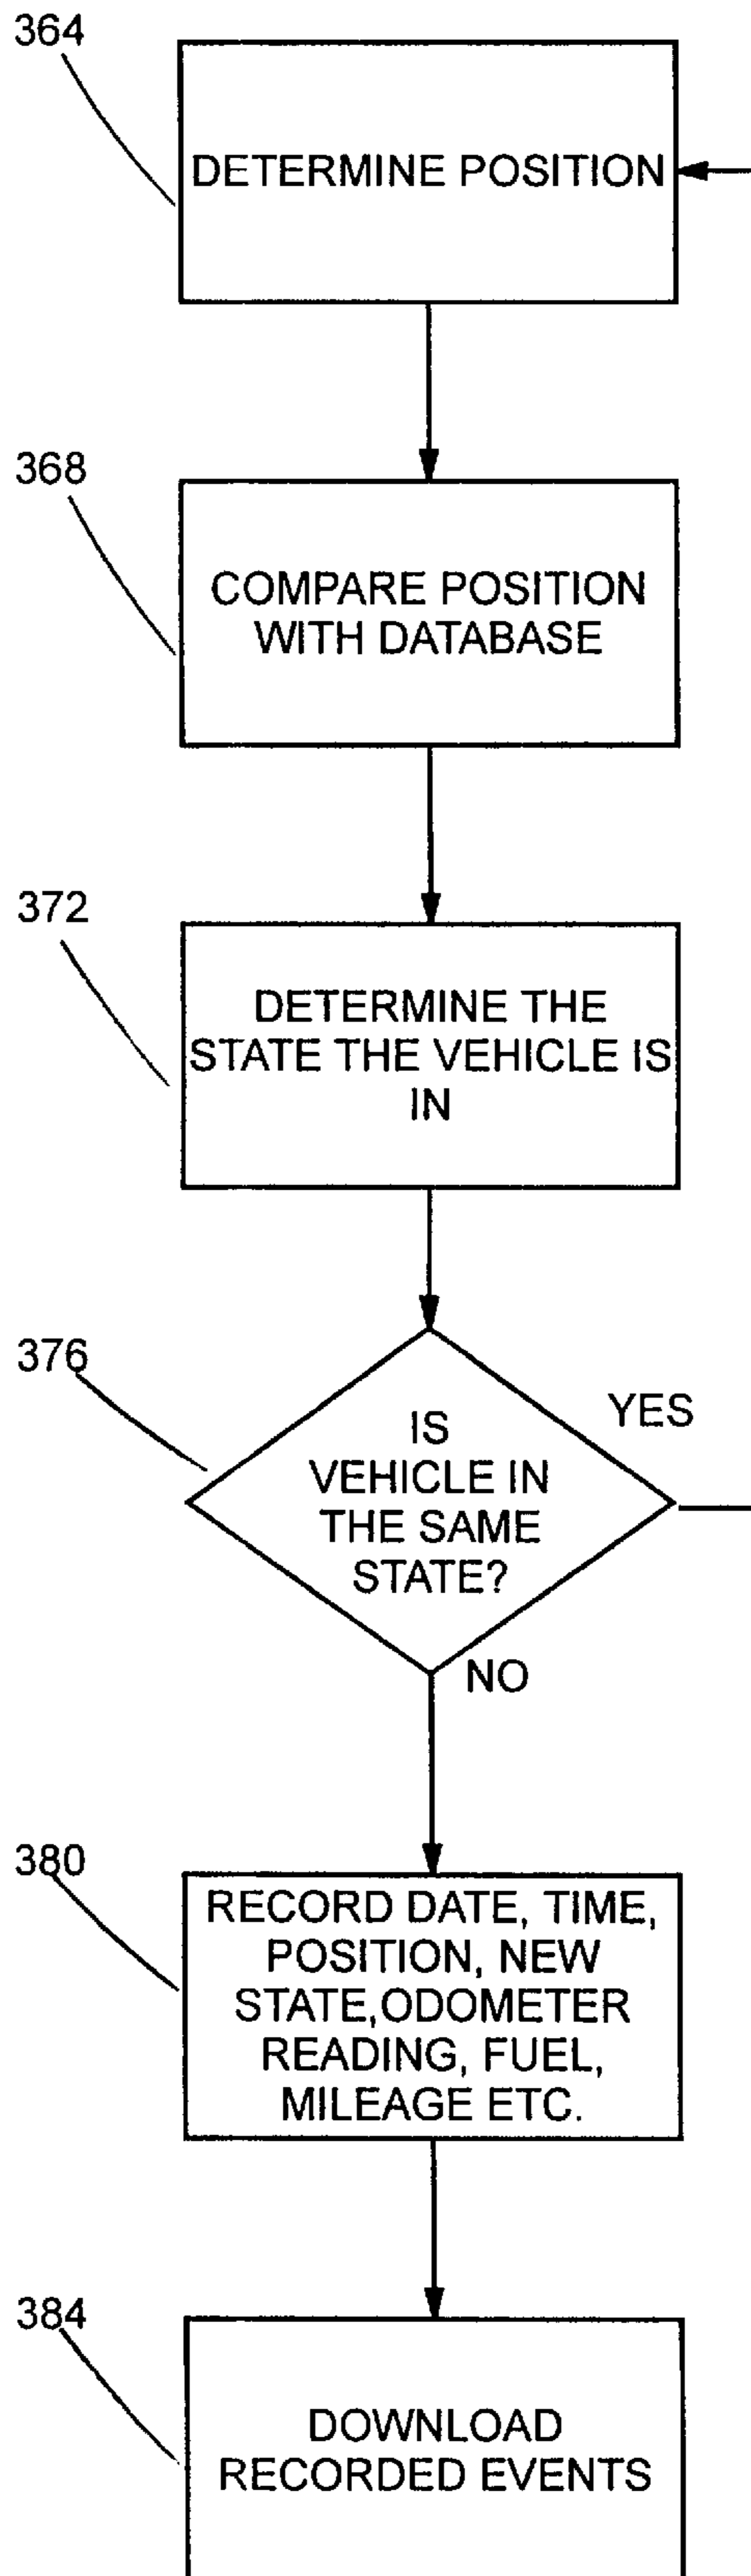 364
DETERMINE POSITION
368
COMPARE POSITION
WITH DATABASE
372
DETERMINE THE
STATE THE VEHICLE IS
IN
376
IS
VEHICLE IN
THE SAME
STATE?
YES
NO
380
RECORD DATE, TIME,
POSITION, NEW
STATE,ODOMETER
READING, FUEL,
MILEAGE ETC.
384
DOWNLOAD
RECORDED EVENTS